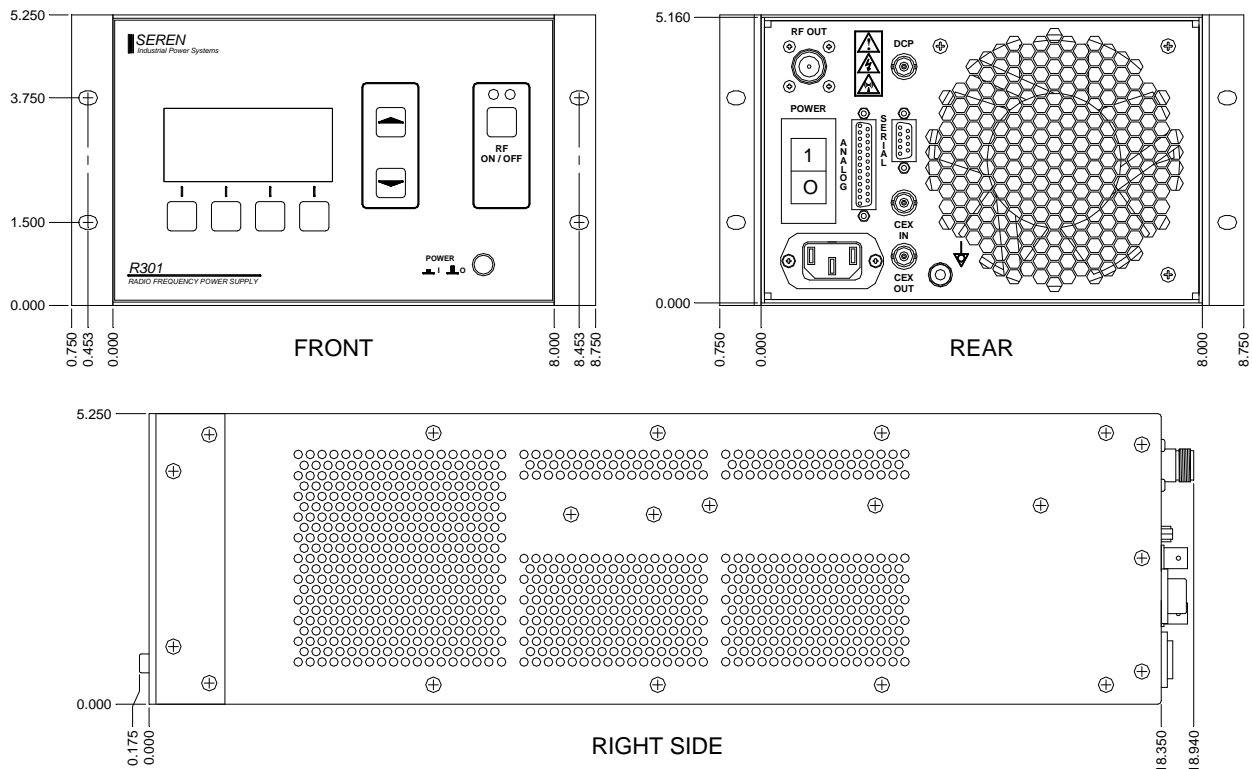 5.250
3.750
1.500
0.000
SEREN
Industrial Power Systems
RF
ON / OFF
R301
RADIO FREQUENCY POWER SUPPLY
POWER
I O
0.750
0.453
0.000
8.000
8.453
8.750
FRONT
5.160
0.000
RF OUT
DCP
POWER
1
O
ANALOG
SERIAL
CEX
IN
CEX
OUT
0.750
0.000
8.000
8.750
REAR
5.250
0.000
0.175
0.000
18.350
18.940
RIGHT SIDE